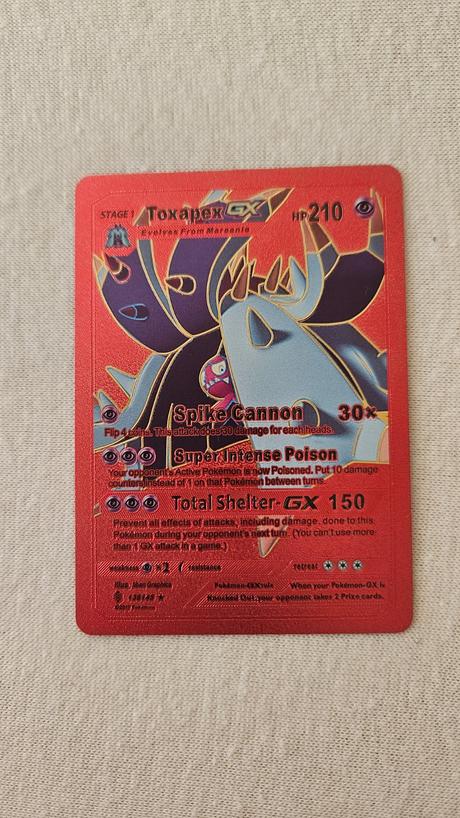 STAGE 1 Toxapex GX HP 210
Evolves From Mareanie
Spike Cannon 30×
Flip 4 coins. This attack does 30 damage for each heads.
Super Intense Poison
Your opponent's Active Pokémon is now Poisoned. Put 10 damage
counters instead of 1 on that Pokémon between turns.
Total Shelter-GX 150
Prevent all effects of attacks, including damage, done to this
Pokémon during your opponent's next turn. (You can't use more
than 1 GX attack in a game.)
weakness ×2 resistance retreat
Illus. Graphics Pokémon-GX rule When your Pokémon-GX is
Knocked Out, your opponent takes 2 Prize cards.
©2017 Pokémon